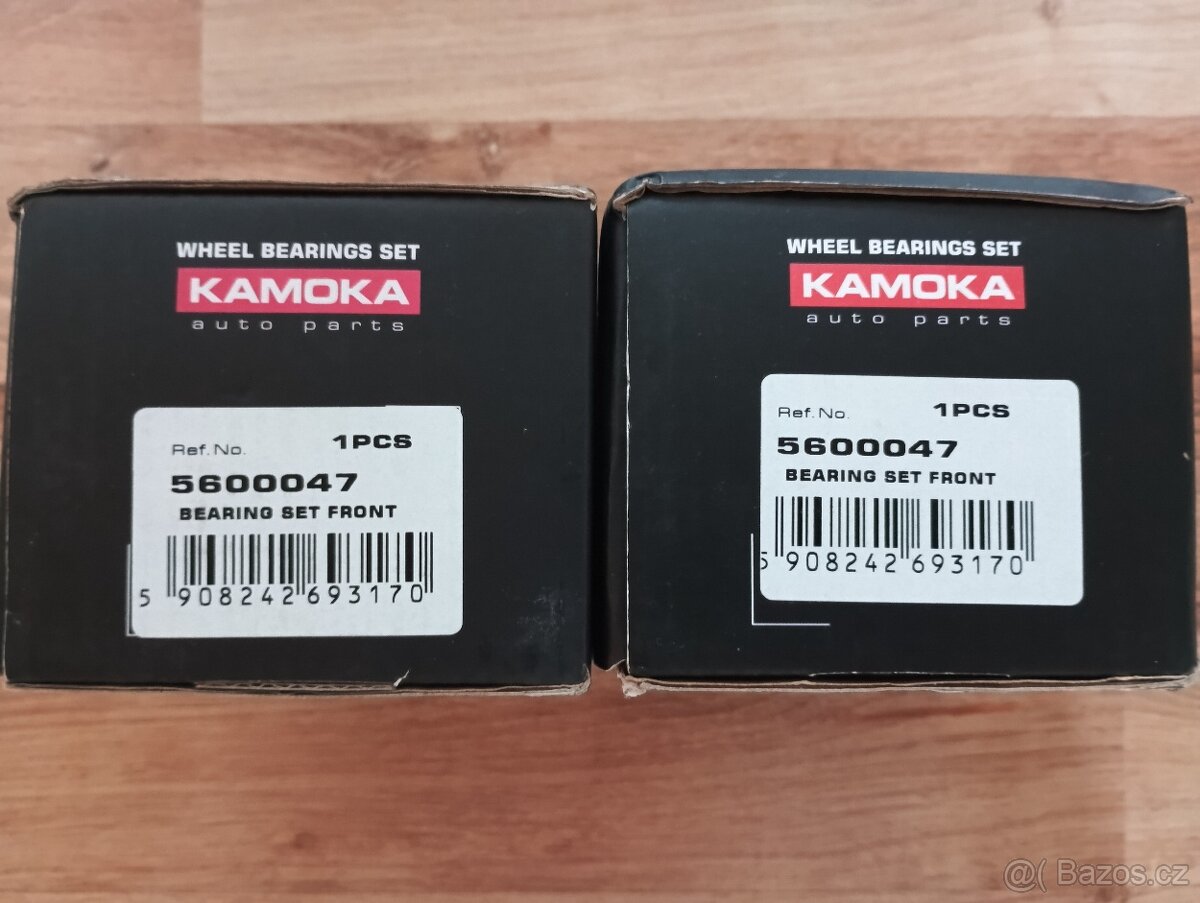 WHEEL BEARINGS SET
KAMOKA
auto parts
Ref. No. 1PCS
5600047
BEARING SET FRONT
5 908242 693170
WHEEL BEARINGS SET
KAMOKA
auto parts
Ref. No. 1PCS
5600047
BEARING SET FRONT
5 908242 693170
@( Bazos.cz